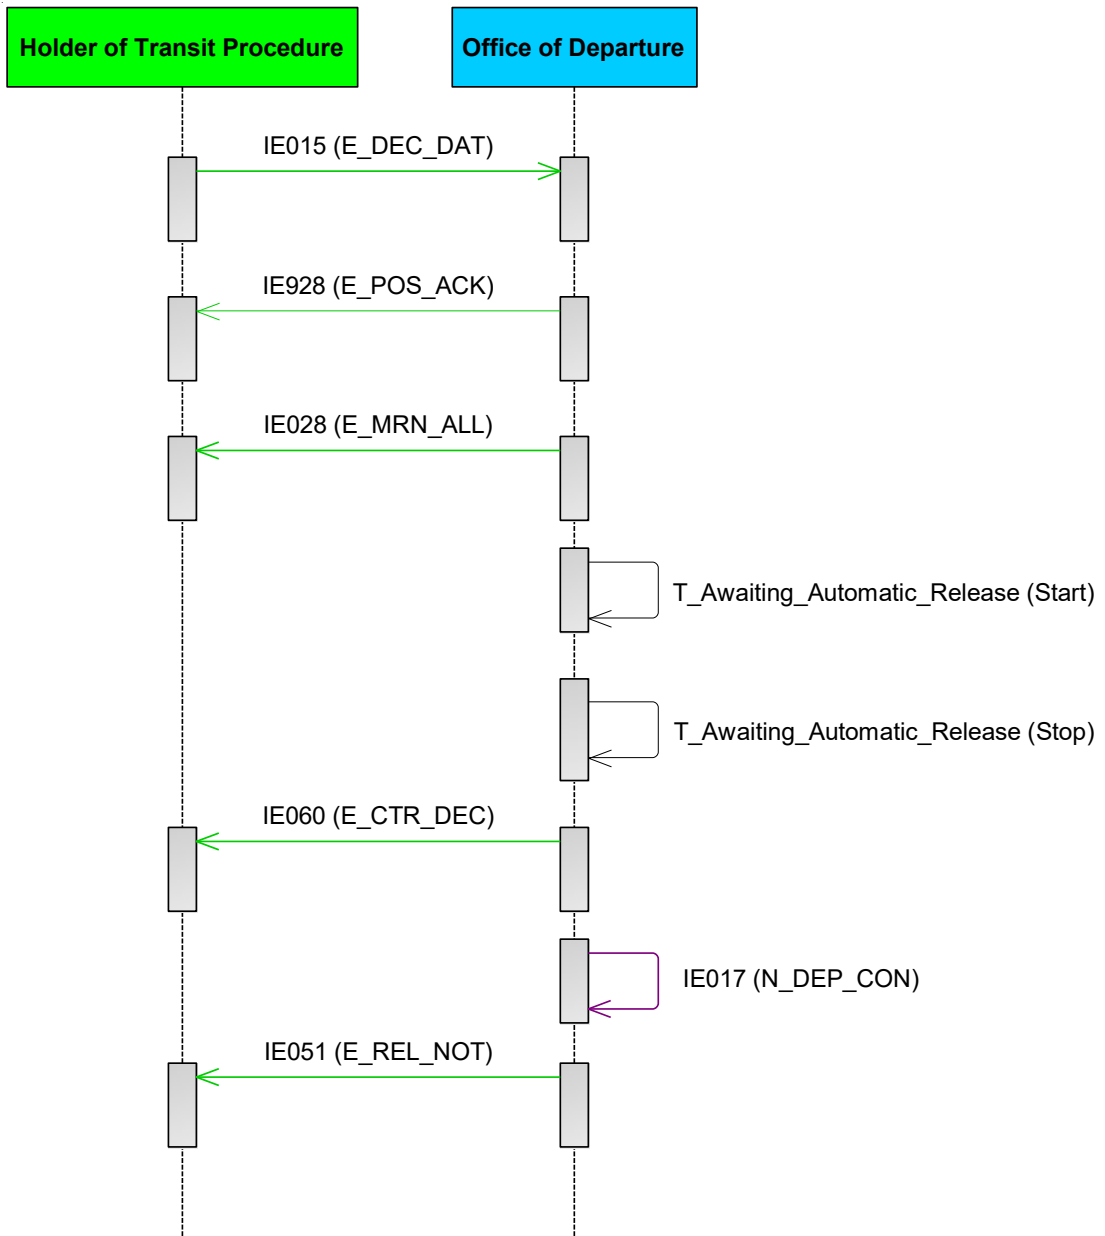 Holder of Transit Procedure
Office of Departure
IE015 (E_DEC_DAT)
IE928 (E_POS_ACK)
IE028 (E_MRN_ALL)
T_Awaiting_Automatic_Release (Start)
T_Awaiting_Automatic_Release (Stop)
IE060 (E_CTR_DEC)
IE017 (N_DEP_CON)
IE051 (E_REL_NOT)